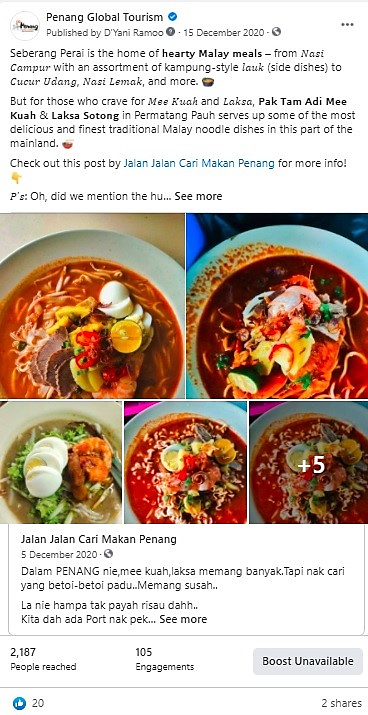 Penang Global Tourism
Published by D'Yani Ramoo · 15 December 2020 ·
Seberang Perai is the home of hearty Malay meals – from Nasi
Campur with an assortment of kampung-style lauk (side dishes) to
Cucur Udang, Nasi Lemak, and more.
But for those who crave for Mee Kuah and Laksa, Pak Tam Adi Mee
Kuah & Laksa Sotong in Permatang Pauh serves up some of the most
delicious and finest traditional Malay noodle dishes in this part of the
mainland.
Check out this post by Jalan Jalan Cari Makan Penang for more info!
P's: Oh, did we mention the hu... See more
+5
Jalan Jalan Cari Makan Penang
5 December 2020 ·
Dalam PENANG nie,mee kuah,laksa memang banyak.Tapi nak cari
yang betoi-betoi padu..Memang susah..
La nie hampa tak payah risau dahh..
Kita dah ada Port nak pek... See more
2,187
People reached
105
Engagements
Boost Unavailable
20
2 shares